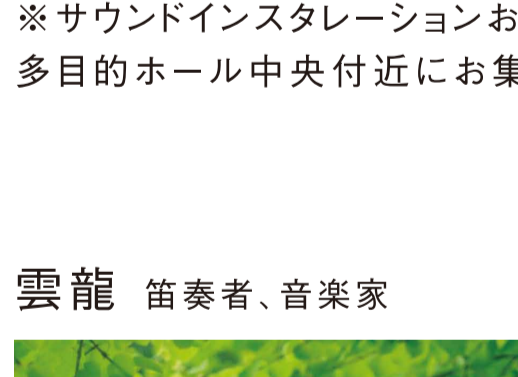 ※サウンドインスタレーションお
多目的ホール中央付近にお集
雲龍 笛奏者、音楽家